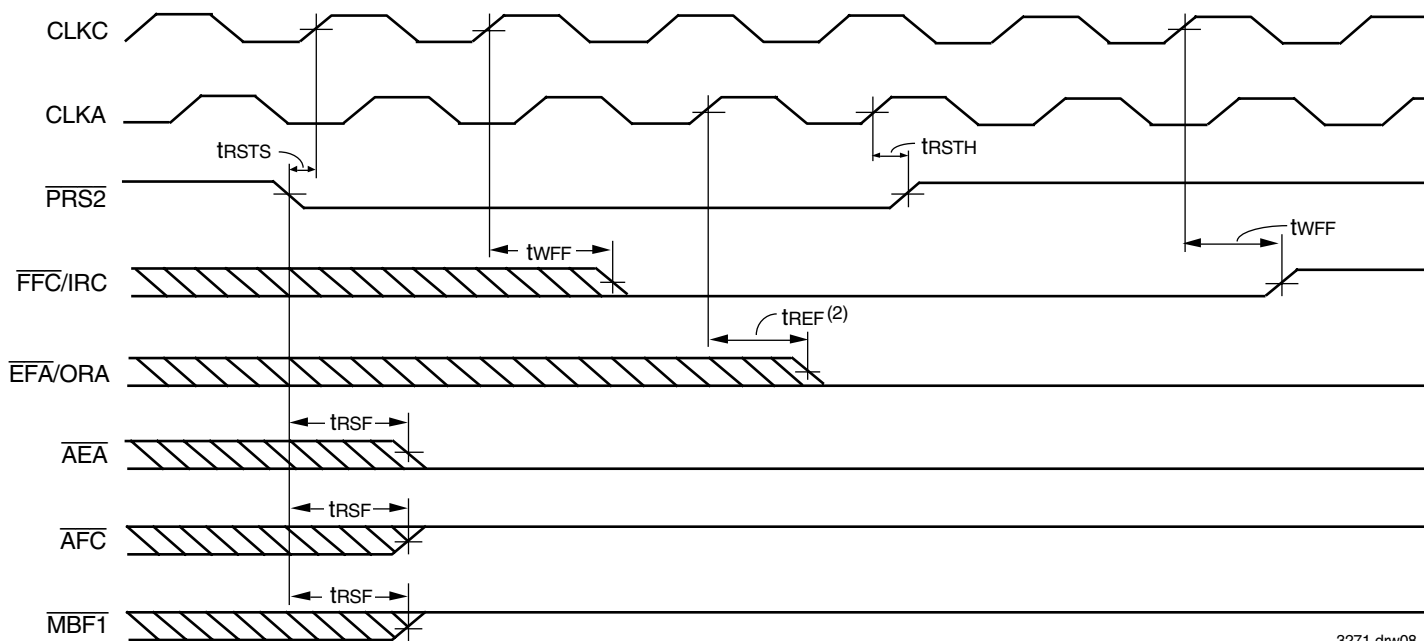 CLKC
CLKA
tRSTS
tRSTH
PRS2
tWFF
tWFF
FFC/IRC
tREF(2)
EFA/ORA
tRSF
AEA
tRSF
AFC
tRSF
MBF1
3271 drw08